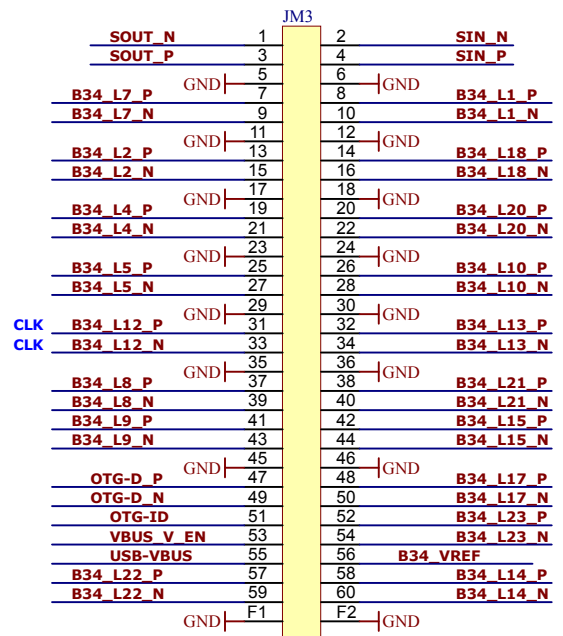 JM3
SOUT_N 1 2 SIN_N
SOUT_P 3 4 SIN_P
GND 5 6 GND
B34_L7_P 7 8 B34_L1_P
B34_L7_N 9 10 B34_L1_N
GND 11 12 GND
B34_L2_P 13 14 B34_L18_P
B34_L2_N 15 16 B34_L18_N
GND 17 18 GND
B34_L4_P 19 20 B34_L20_P
B34_L4_N 21 22 B34_L20_N
GND 23 24 GND
B34_L5_P 25 26 B34_L10_P
B34_L5_N 27 28 B34_L10_N
GND 29 30 GND
CLK B34_L12_P 31 32 B34_L13_P
CLK B34_L12_N 33 34 B34_L13_N
GND 35 36 GND
B34_L8_P 37 38 B34_L21_P
B34_L8_N 39 40 B34_L21_N
B34_L9_P 41 42 B34_L15_P
B34_L9_N 43 44 B34_L15_N
GND 45 46 GND
OTG-D_P 47 48 B34_L17_P
OTG-D_N 49 50 B34_L17_N
OTG-ID 51 52 B34_L23_P
VBUS_V_EN 53 54 B34_L23_N
USB-VBUS 55 56 B34_VREF
B34_L22_P 57 58 B34_L14_P
B34_L22_N 59 60 B34_L14_N
GND F1 F2 GND